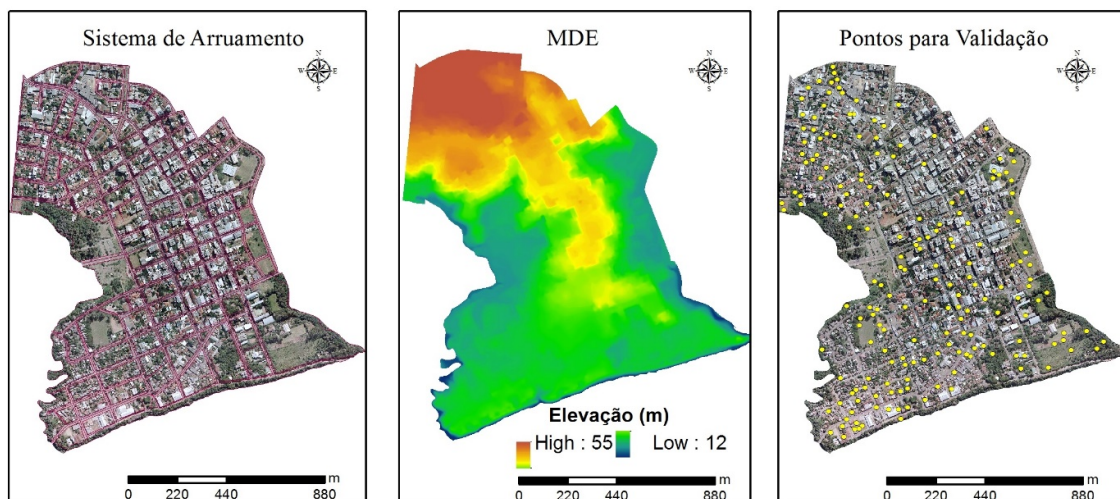 Sistema de Arruamento
N
W E
S
0 220 440 880
m
MDE
N
W E
S
Elevação (m)
High : 55 Low : 12
0 220 440 880
m
Pontos para Validação
N
W E
S
0 220 440 880
m